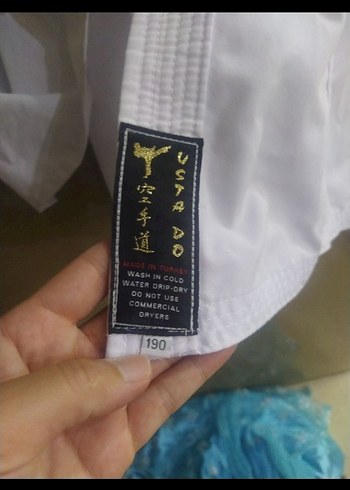 USTA DO
空手道
MADE IN TURKEY
WASH IN COLD
WATER DRIP-DRY
DO NOT USE
COMMERCIAL
DRYERS
190